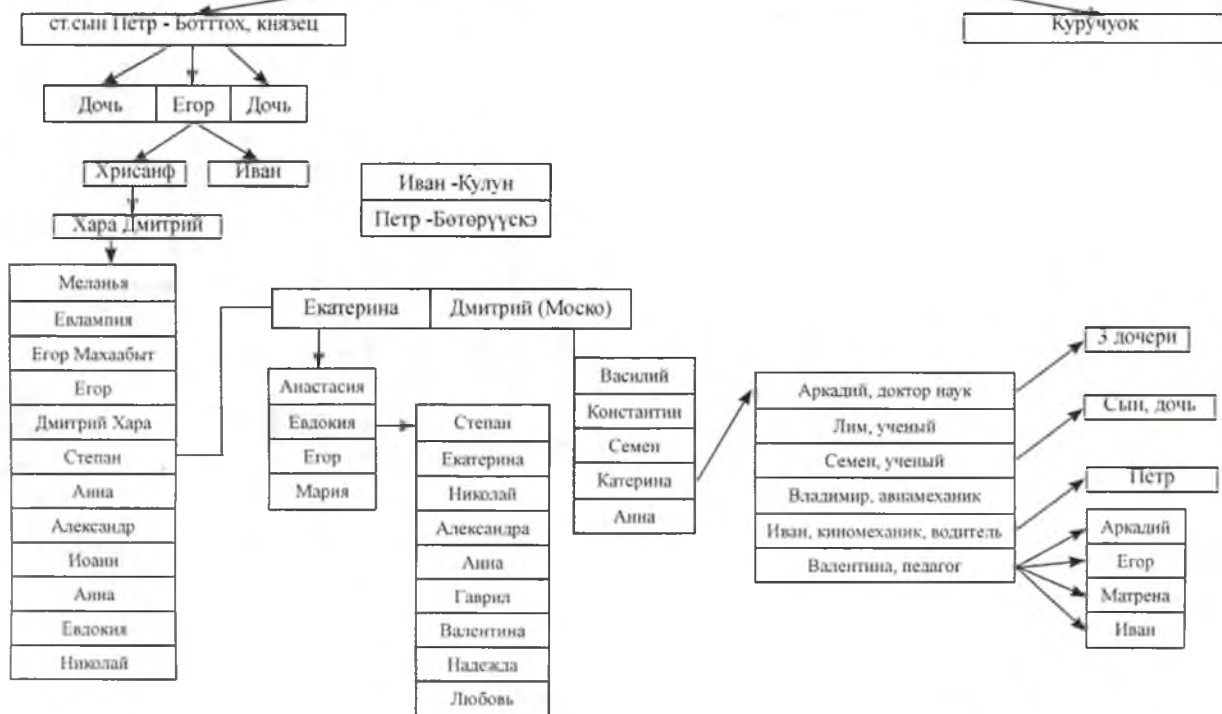 ст.сын Петр - Ботттох, князец
Куручуок
Дочь
Егор
Дочь
Хрисанф
Иван
Иван -Кулун
Петр -Бөтөрүүскэ
Хара Дмитрий
Меланья
Евлампия
Егор Махаабыт
Егор
Дмитрий Хара
Степан
Анна
Александр
Иоанн
Анна
Евдокия
Николай
Екатерина
Дмитрий (Моско)
Анастасия
Евдокия
Егор
Мария
Степан
Екатерина
Николай
Александра
Анна
Гаврил
Валентина
Надежда
Любовь
Василий
Константин
Семен
Катерина
Анна
Аркадий, доктор наук
Лим, ученый
Семен, ученый
Владимир, авиамеханик
Иван, киномеханик, водитель
Валентина, педагог
3 дочери
Сын, дочь
Петр
Аркадий
Егор
Матрена
Иван